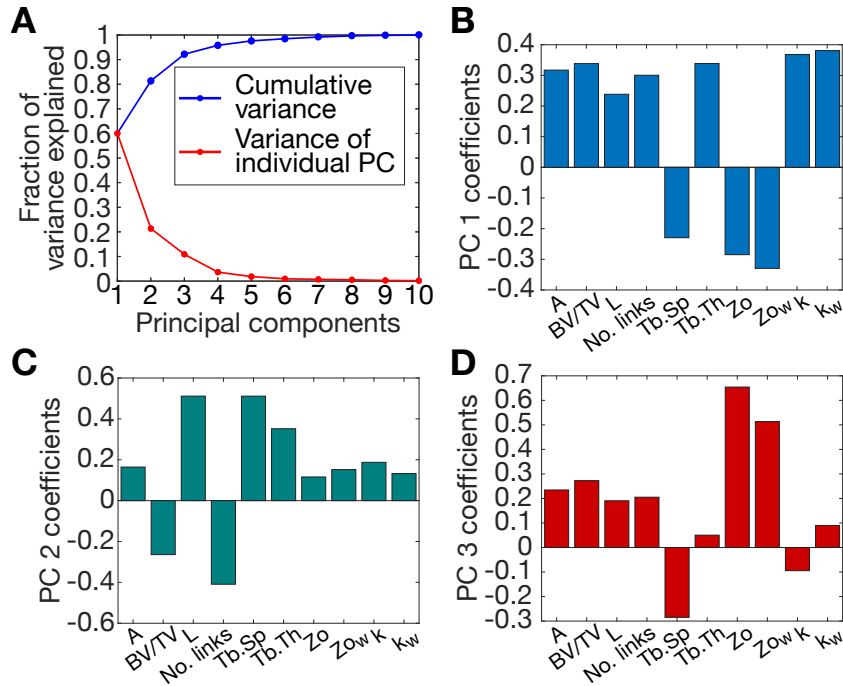 A
Fraction of
variance explained
1
0.9
0.8
0.7
0.6
0.5
0.4
0.3
0.2
0.1
0
1 2 3 4 5 6 7 8 9 10
Principal components
Cumulative
variance
Variance of
individual PC
B
PC 1 coefficients
0.4
0.3
0.2
0.1
0
-0.1
-0.2
-0.3
-0.4
A BV/TV L No. links Tb.Sp Tb.Th Zo Zow k kw
C
PC 2 coefficients
0.6
0.4
0.2
0
-0.2
-0.4
-0.6
A BV/TV L No. links Tb.Sp Tb.Th Zo Zow k kw
D
PC 3 coefficients
0.7
0.6
0.5
0.4
0.3
0.2
0.1
0
-0.1
-0.2
-0.3
A BV/TV L No. links Tb.Sp Tb.Th Zo Zow k kw